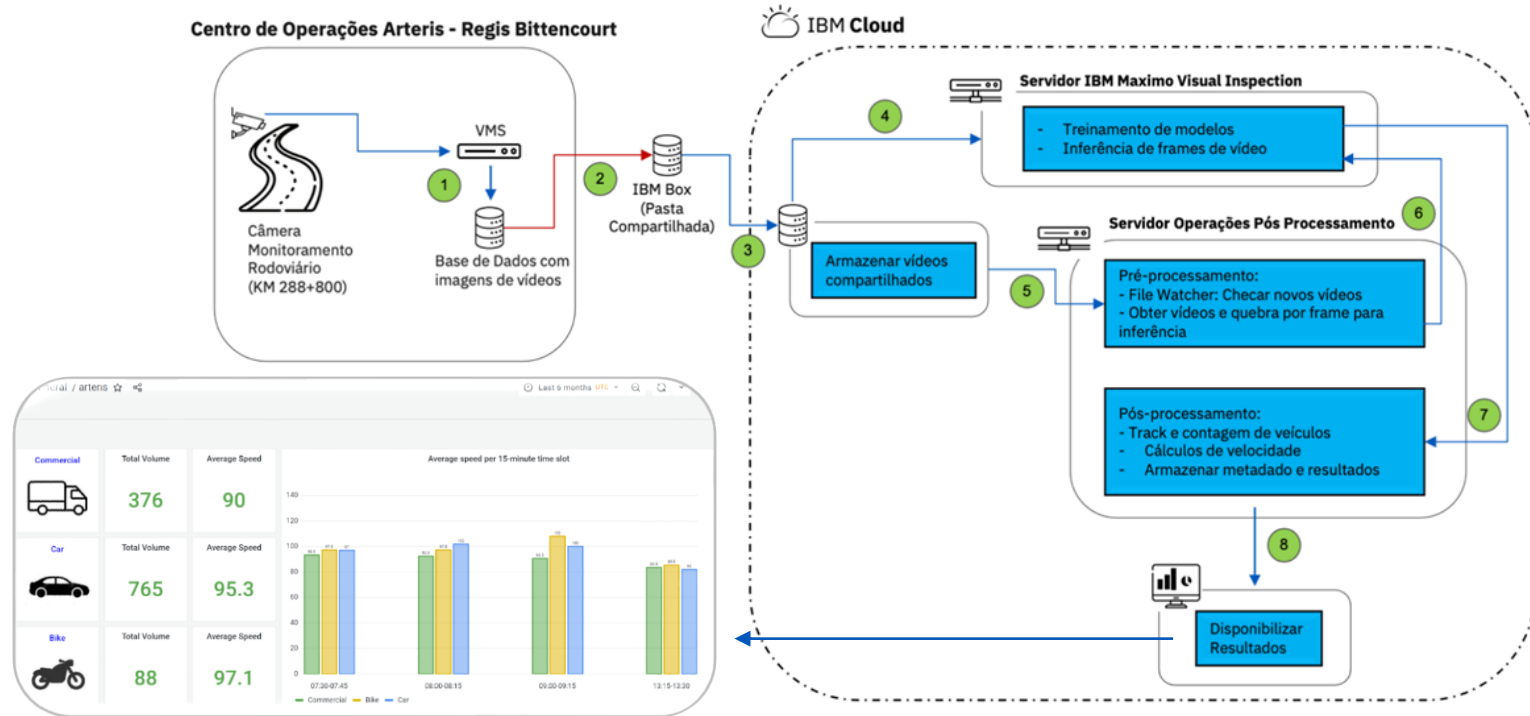 Centro de Operações Arteris - Regis Bittencourt
VMS
1
Câmera
Monitoramento
Rodoviário
(KM 288+800)
Base de Dados com
imagens de vídeos
2
IBM Box
(Pasta
Compartilhada)
IBM Cloud
3
4
Servidor IBM Maximo Visual Inspection
- Treinamento de modelos
- Inferência de frames de vídeo
Armazenar vídeos
compartilhados
5
6
Servidor Operações Pós Processamento
Pré-processamento:
- File Watcher: Checar novos vídeos
- Obter vídeos e quebra por frame para
inferência
7
Pós-processamento:
- Track e contagem de veículos
- Cálculos de velocidade
- Armazenar metadado e resultados
8
Disponibilizar
Resultados
/ arteris
Last 6 months UTC
Commercial
Total Volume
376
Average Speed
90
Car
Total Volume
765
Average Speed
95.3
Bike
Total Volume
88
Average Speed
97.1
Average speed per 15-minute time slot
140
120
100
80
60
40
20
0
07:30-07:45
08:00-08:15
09:00-09:15
13:15-13:30
Commercial Bike Car